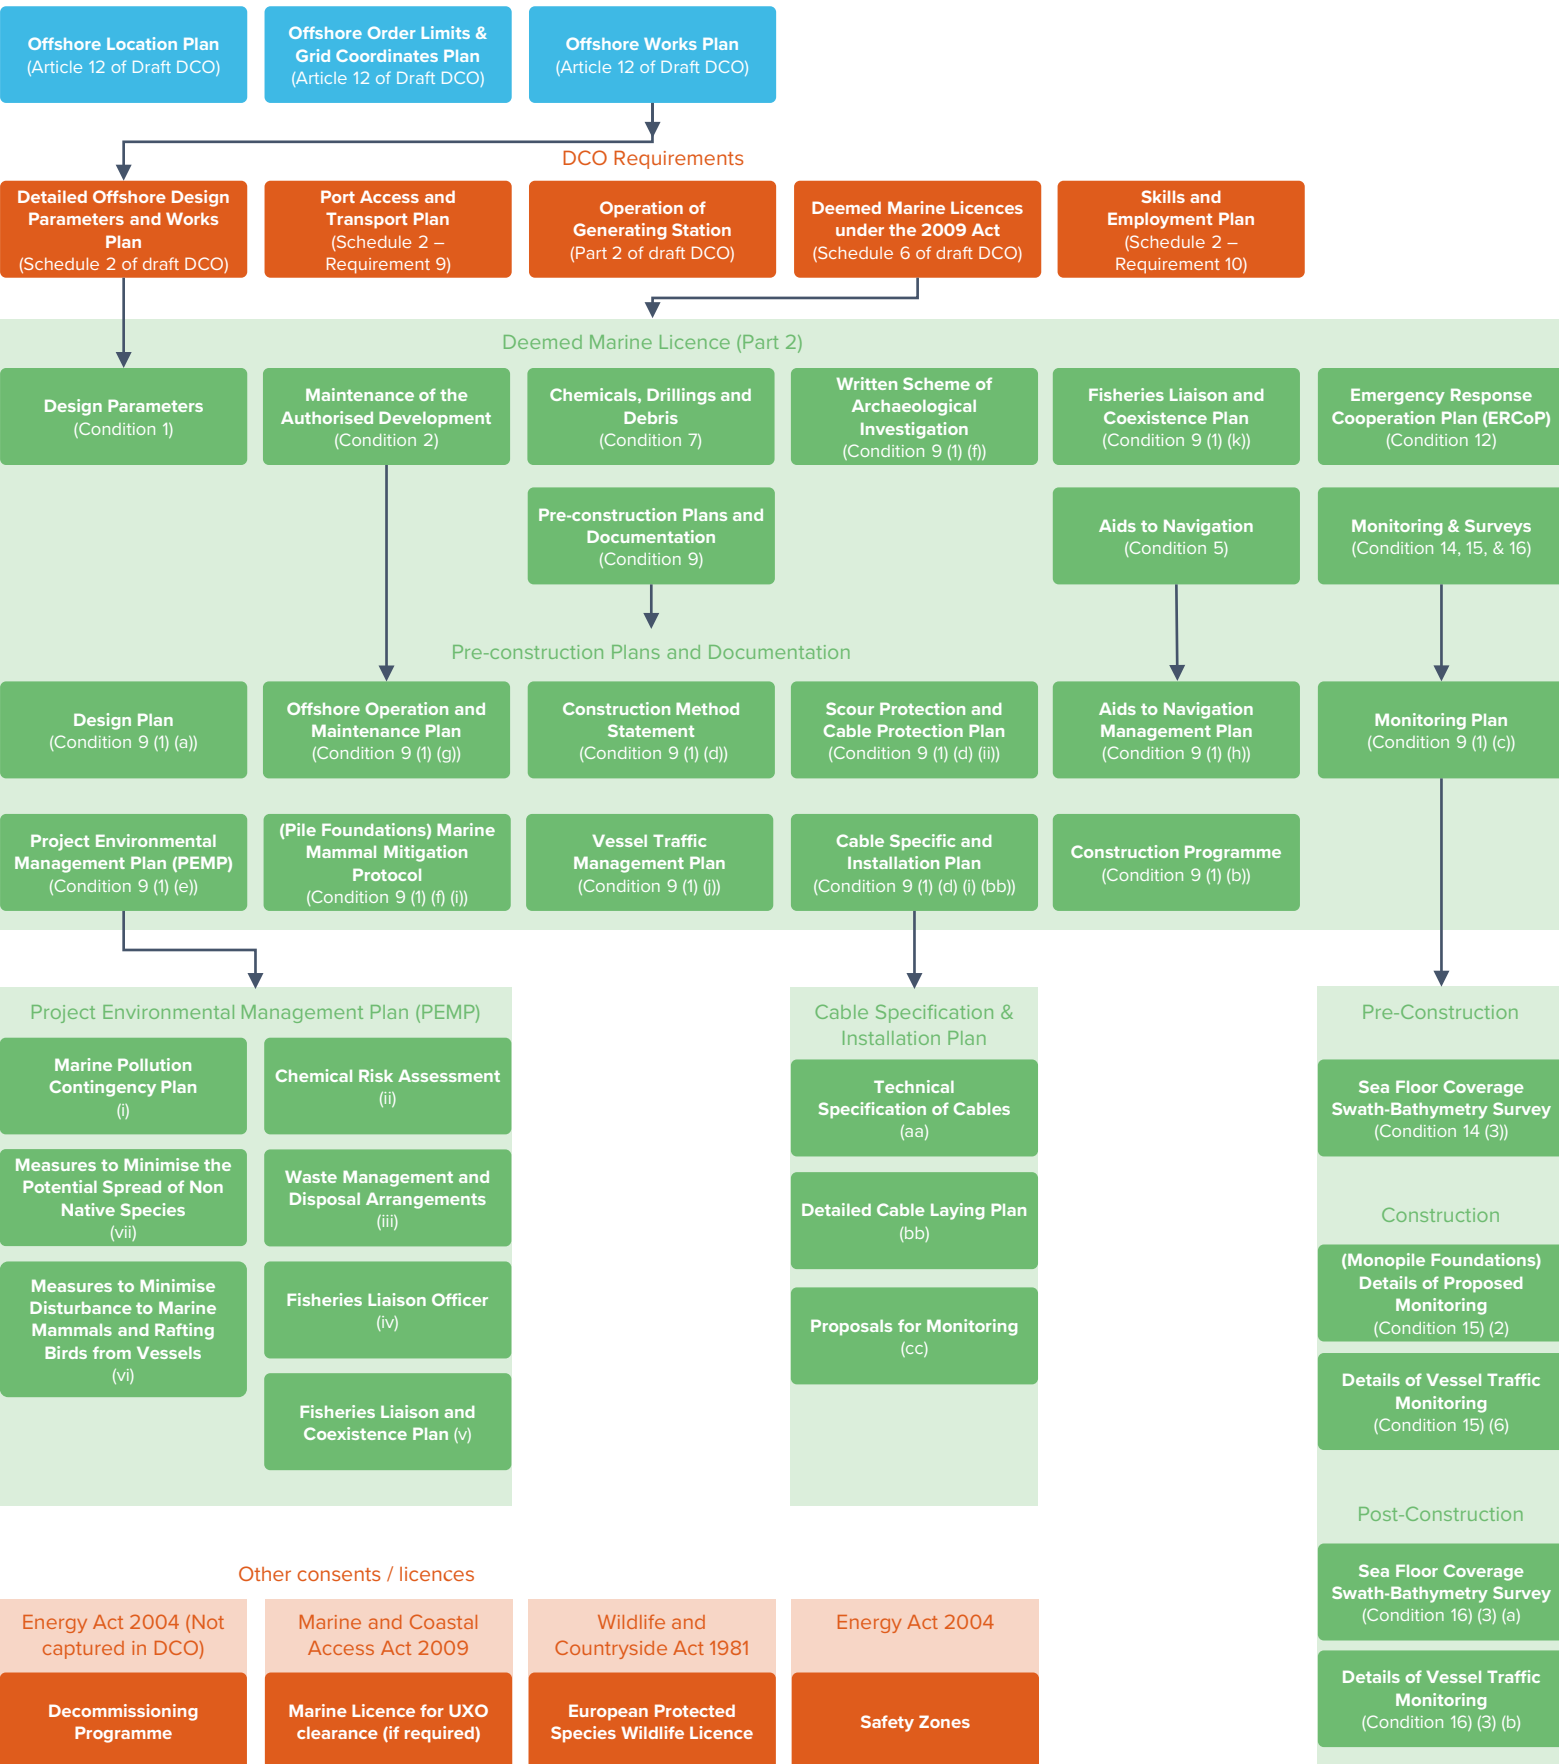 Offshore Location Plan
(Article 12 of Draft DCO)
Offshore Order Limits &
Grid Coordinates Plan
(Article 12 of Draft DCO)
Offshore Works Plan
(Article 12 of Draft DCO)
DCO Requirements
Detailed Offshore Design
Parameters and Works
Plan
(Schedule 2 of draft DCO)
Port Access and
Transport Plan
(Schedule 2 –
Requirement 9)
Operation of
Generating Station
(Part 2 of draft DCO)
Deemed Marine Licences
under the 2009 Act
(Schedule 6 of draft DCO)
Skills and
Employment Plan
(Schedule 2 –
Requirement 10)
Deemed Marine Licence (Part 2)
Design Parameters
(Condition 1)
Maintenance of the
Authorised Development
(Condition 2)
Chemicals, Drillings and
Debris
(Condition 7)
Written Scheme of
Archaeological
Investigation
(Condition 9 (1) (f))
Fisheries Liaison and
Coexistence Plan
(Condition 9 (1) (k))
Emergency Response
Cooperation Plan (ERCoP)
(Condition 12)
Pre-construction Plans and
Documentation
(Condition 9)
Aids to Navigation
(Condition 5)
Monitoring & Surveys
(Condition 14, 15, & 16)
Pre-construction Plans and Documentation
Design Plan
(Condition 9 (1) (a))
Offshore Operation and
Maintenance Plan
(Condition 9 (1) (g))
Construction Method
Statement
(Condition 9 (1) (d))
Scour Protection and
Cable Protection Plan
(Condition 9 (1) (d) (ii))
Aids to Navigation
Management Plan
(Condition 9 (1) (h))
Monitoring Plan
(Condition 9 (1) (c))
Project Environmental
Management Plan (PEMP)
(Condition 9 (1) (e))
(Pile Foundations) Marine
Mammal Mitigation
Protocol
(Condition 9 (1) (f) (i))
Vessel Traffic
Management Plan
(Condition 9 (1) (j))
Cable Specific and
Installation Plan
(Condition 9 (1) (d) (i) (bb))
Construction Programme
(Condition 9 (1) (b))
Project Environmental Management Plan (PEMP)
Marine Pollution
Contingency Plan
(i)
Chemical Risk Assessment
(ii)
Measures to Minimise the
Potential Spread of Non
Native Species
(vii)
Waste Management and
Disposal Arrangements
(iii)
Measures to Minimise
Disturbance to Marine
Mammals and Rafting
Birds from Vessels
(vi)
Fisheries Liaison Officer
(iv)
Fisheries Liaison and
Coexistence Plan (v)
Cable Specification &
Installation Plan
Technical
Specification of Cables
(aa)
Detailed Cable Laying Plan
(bb)
Proposals for Monitoring
(cc)
Pre-Construction
Sea Floor Coverage
Swath-Bathymetry Survey
(Condition 14 (3))
Construction
(Monopile Foundations)
Details of Proposed
Monitoring
(Condition 15) (2)
Details of Vessel Traffic
Monitoring
(Condition 15) (6)
Post-Construction
Sea Floor Coverage
Swath-Bathymetry Survey
(Condition 16) (3) (a)
Details of Vessel Traffic
Monitoring
(Condition 16) (3) (b)
Other consents / licences
Energy Act 2004 (Not
captured in DCO)
Decommissioning
Programme
Marine and Coastal
Access Act 2009
Marine Licence for UXO
clearance (if required)
Wildlife and
Countryside Act 1981
European Protected
Species Wildlife Licence
Energy Act 2004
Safety Zones